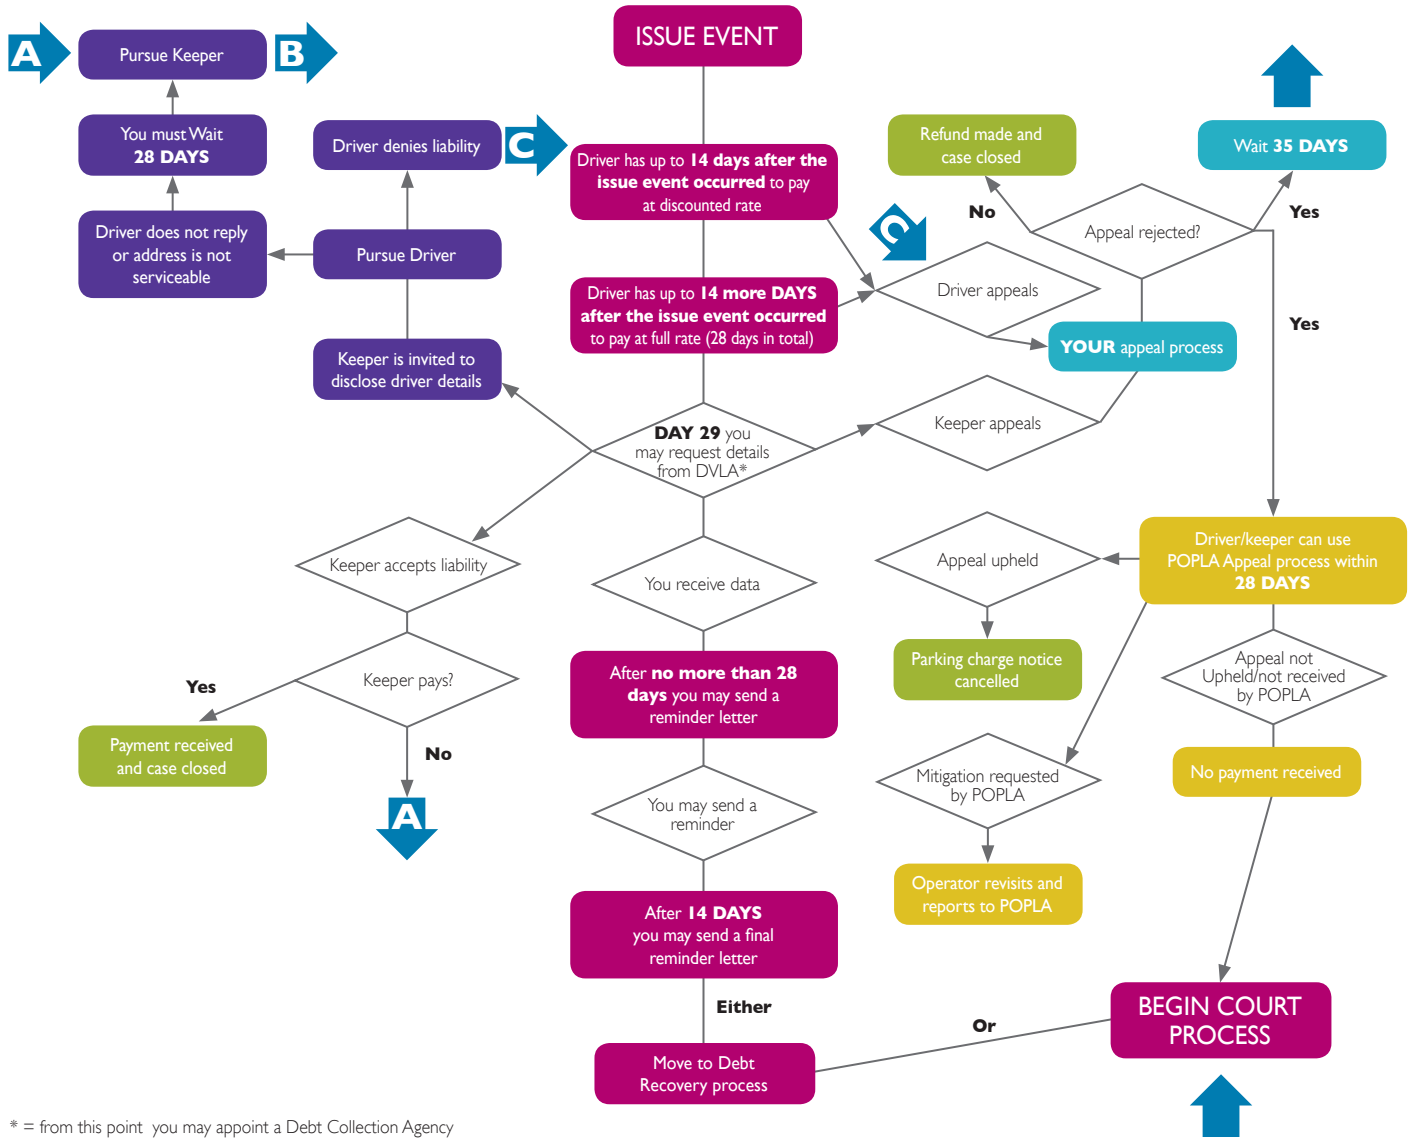 ISSUE EVENT
A
Pursue Keeper
B
You must Wait
28 DAYS
Driver denies liability
C
Driver does not reply
or address is not
serviceable
Pursue Driver
Keeper is invited to
disclose driver details
Driver has up to 14 days after the
issue event occurred to pay
at discounted rate
Driver has up to 14 more DAYS
after the issue event occurred
to pay at full rate (28 days in total)
Refund made and
case closed
Wait 35 DAYS
No
Appeal rejected?
Yes
C
Driver appeals
YOUR appeal process
Yes
DAY 29 you
may request details
from DVLA*
Keeper appeals
Keeper accepts liability
You receive data
Appeal upheld
Driver/keeper can use
POPLA Appeal process within
28 DAYS
Keeper pays?
Yes
Payment received
and case closed
No
A
After no more than 28
days you may send a
reminder letter
Parking charge notice
cancelled
Appeal not
Upheld/not received
by POPLA
You may send a
reminder
Mitigation requested
by POPLA
No payment received
After 14 DAYS
you may send a final
reminder letter
Operator revisits and
reports to POPLA
Either
Move to Debt
Recovery process
Or
BEGIN COURT
PROCESS
* = from this point you may appoint a Debt Collection Agency